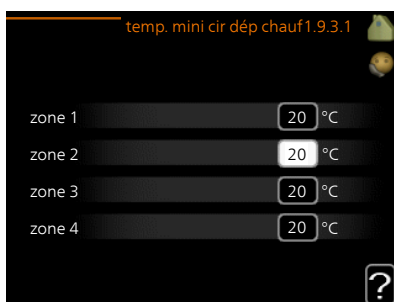 temp. mini cir dép chauf1.9.3.1
zone 1 20 °C
zone 2 20 °C
zone 3 20 °C
zone 4 20 °C
?